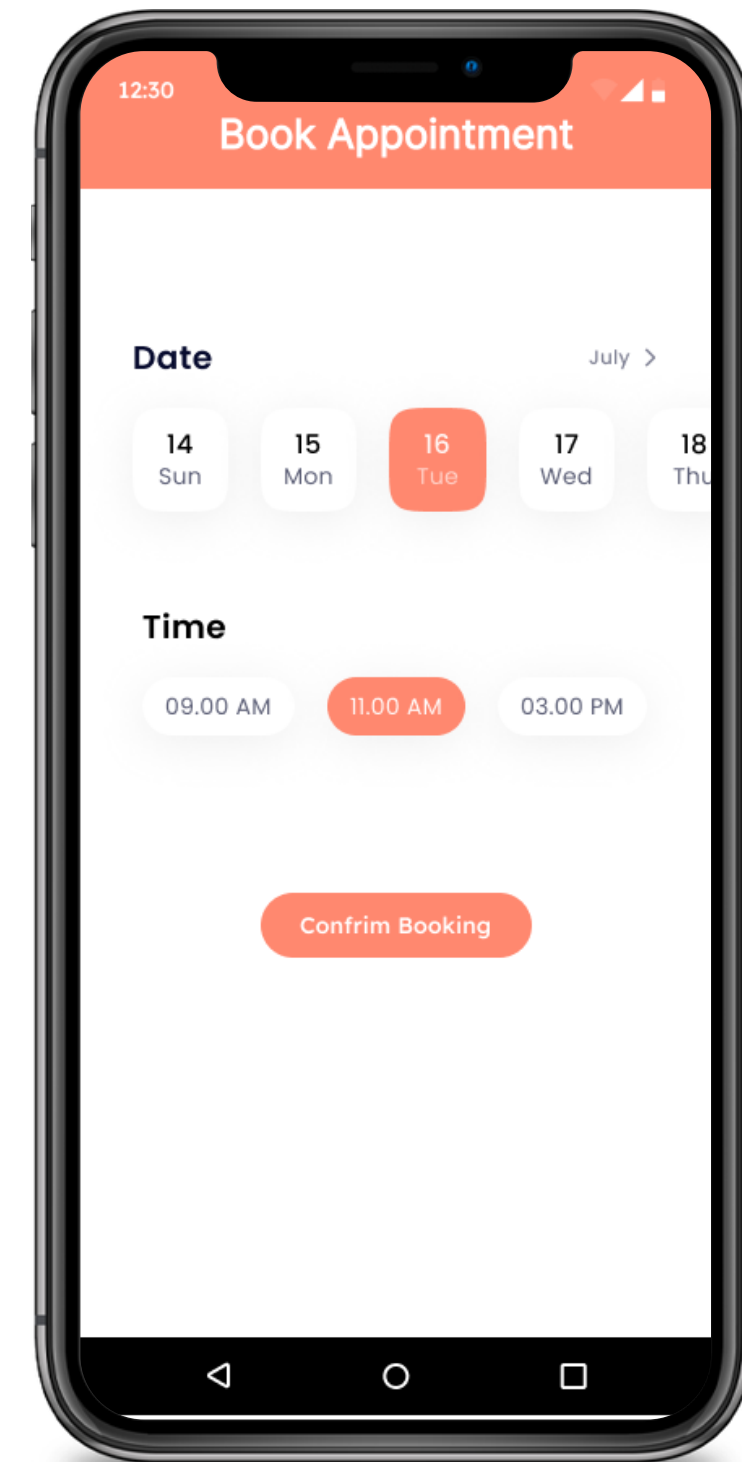 12:30
Book Appointment
Date
July
14 15 16 17 18
Sun Mon Tue Wed Thu
Time
09.00 AM 11.00 AM 03.00 PM
Confrim Booking